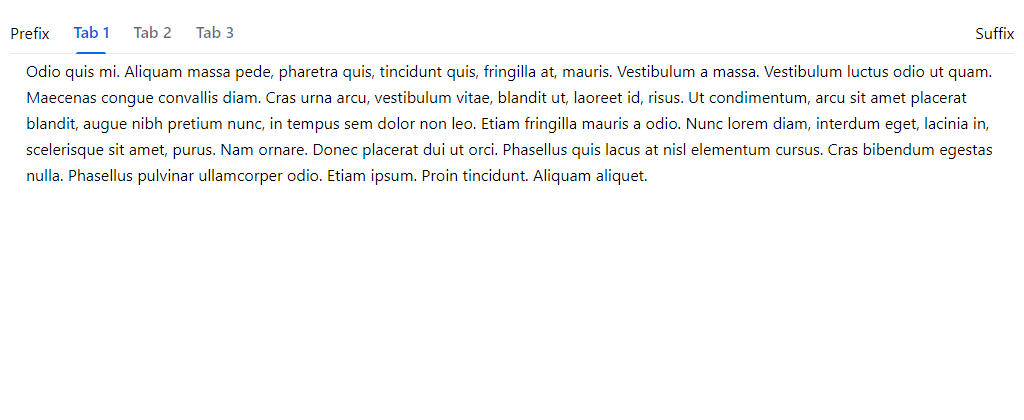 Prefix Tab 1 Tab 2 Tab 3 Suffix
Odio quis mi. Aliquam massa pede, pharetra quis, tincidunt quis, fringilla at, mauris. Vestibulum a massa. Vestibulum luctus odio ut quam.
Maecenas congue convallis diam. Cras urna arcu, vestibulum vitae, blandit ut, laoreet id, risus. Ut condimentum, arcu sit amet placerat
blandit, augue nibh pretium nunc, in tempus sem dolor non leo. Etiam fringilla mauris a odio. Nunc lorem diam, interdum eget, lacinia in,
scelerisque sit amet, purus. Nam ornare. Donec placerat dui ut orci. Phasellus quis lacus at nisl elementum cursus. Cras bibendum egestas
nulla. Phasellus pulvinar ullamcorper odio. Etiam ipsum. Proin tincidunt. Aliquam aliquet.